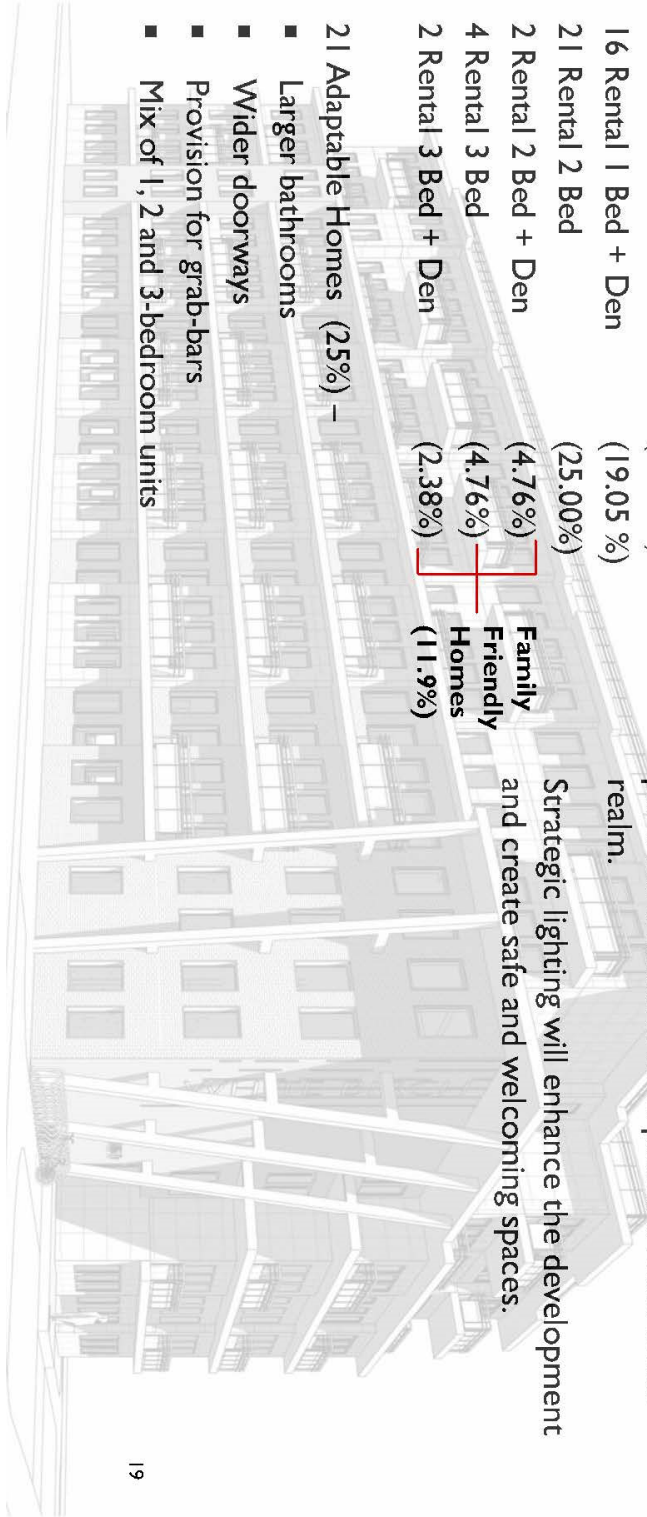 16 Rental 1 Bed + Den (19.05 %)
21 Rental 2 Bed (25.00%)
2 Rental 2 Bed + Den (4.76%)
4 Rental 3 Bed (4.76%)
2 Rental 3 Bed + Den (2.38%)
Family
Friendly
Homes
(11.9%)
21 Adaptable Homes (25%) –
▪ Larger bathrooms
▪ Wider doorways
▪ Provision for grab-bars
▪ Mix of 1, 2 and 3-bedroom units
realm.
Strategic lighting will enhance the development
and create safe and welcoming spaces.
19